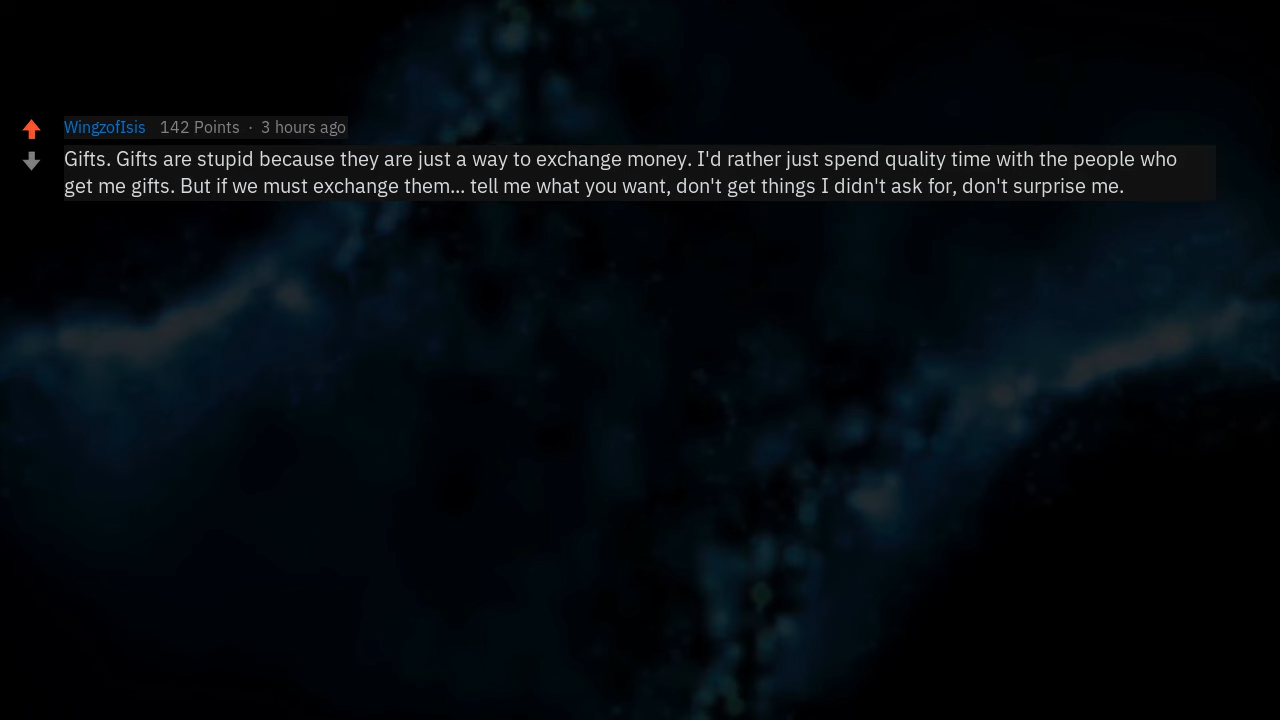 WingzofIsis 142 Points · 3 hours ago
Gifts. Gifts are stupid because they are just a way to exchange money. I'd rather just spend quality time with the people who
get me gifts. But if we must exchange them... tell me what you want, don't get things I didn't ask for, don't surprise me.